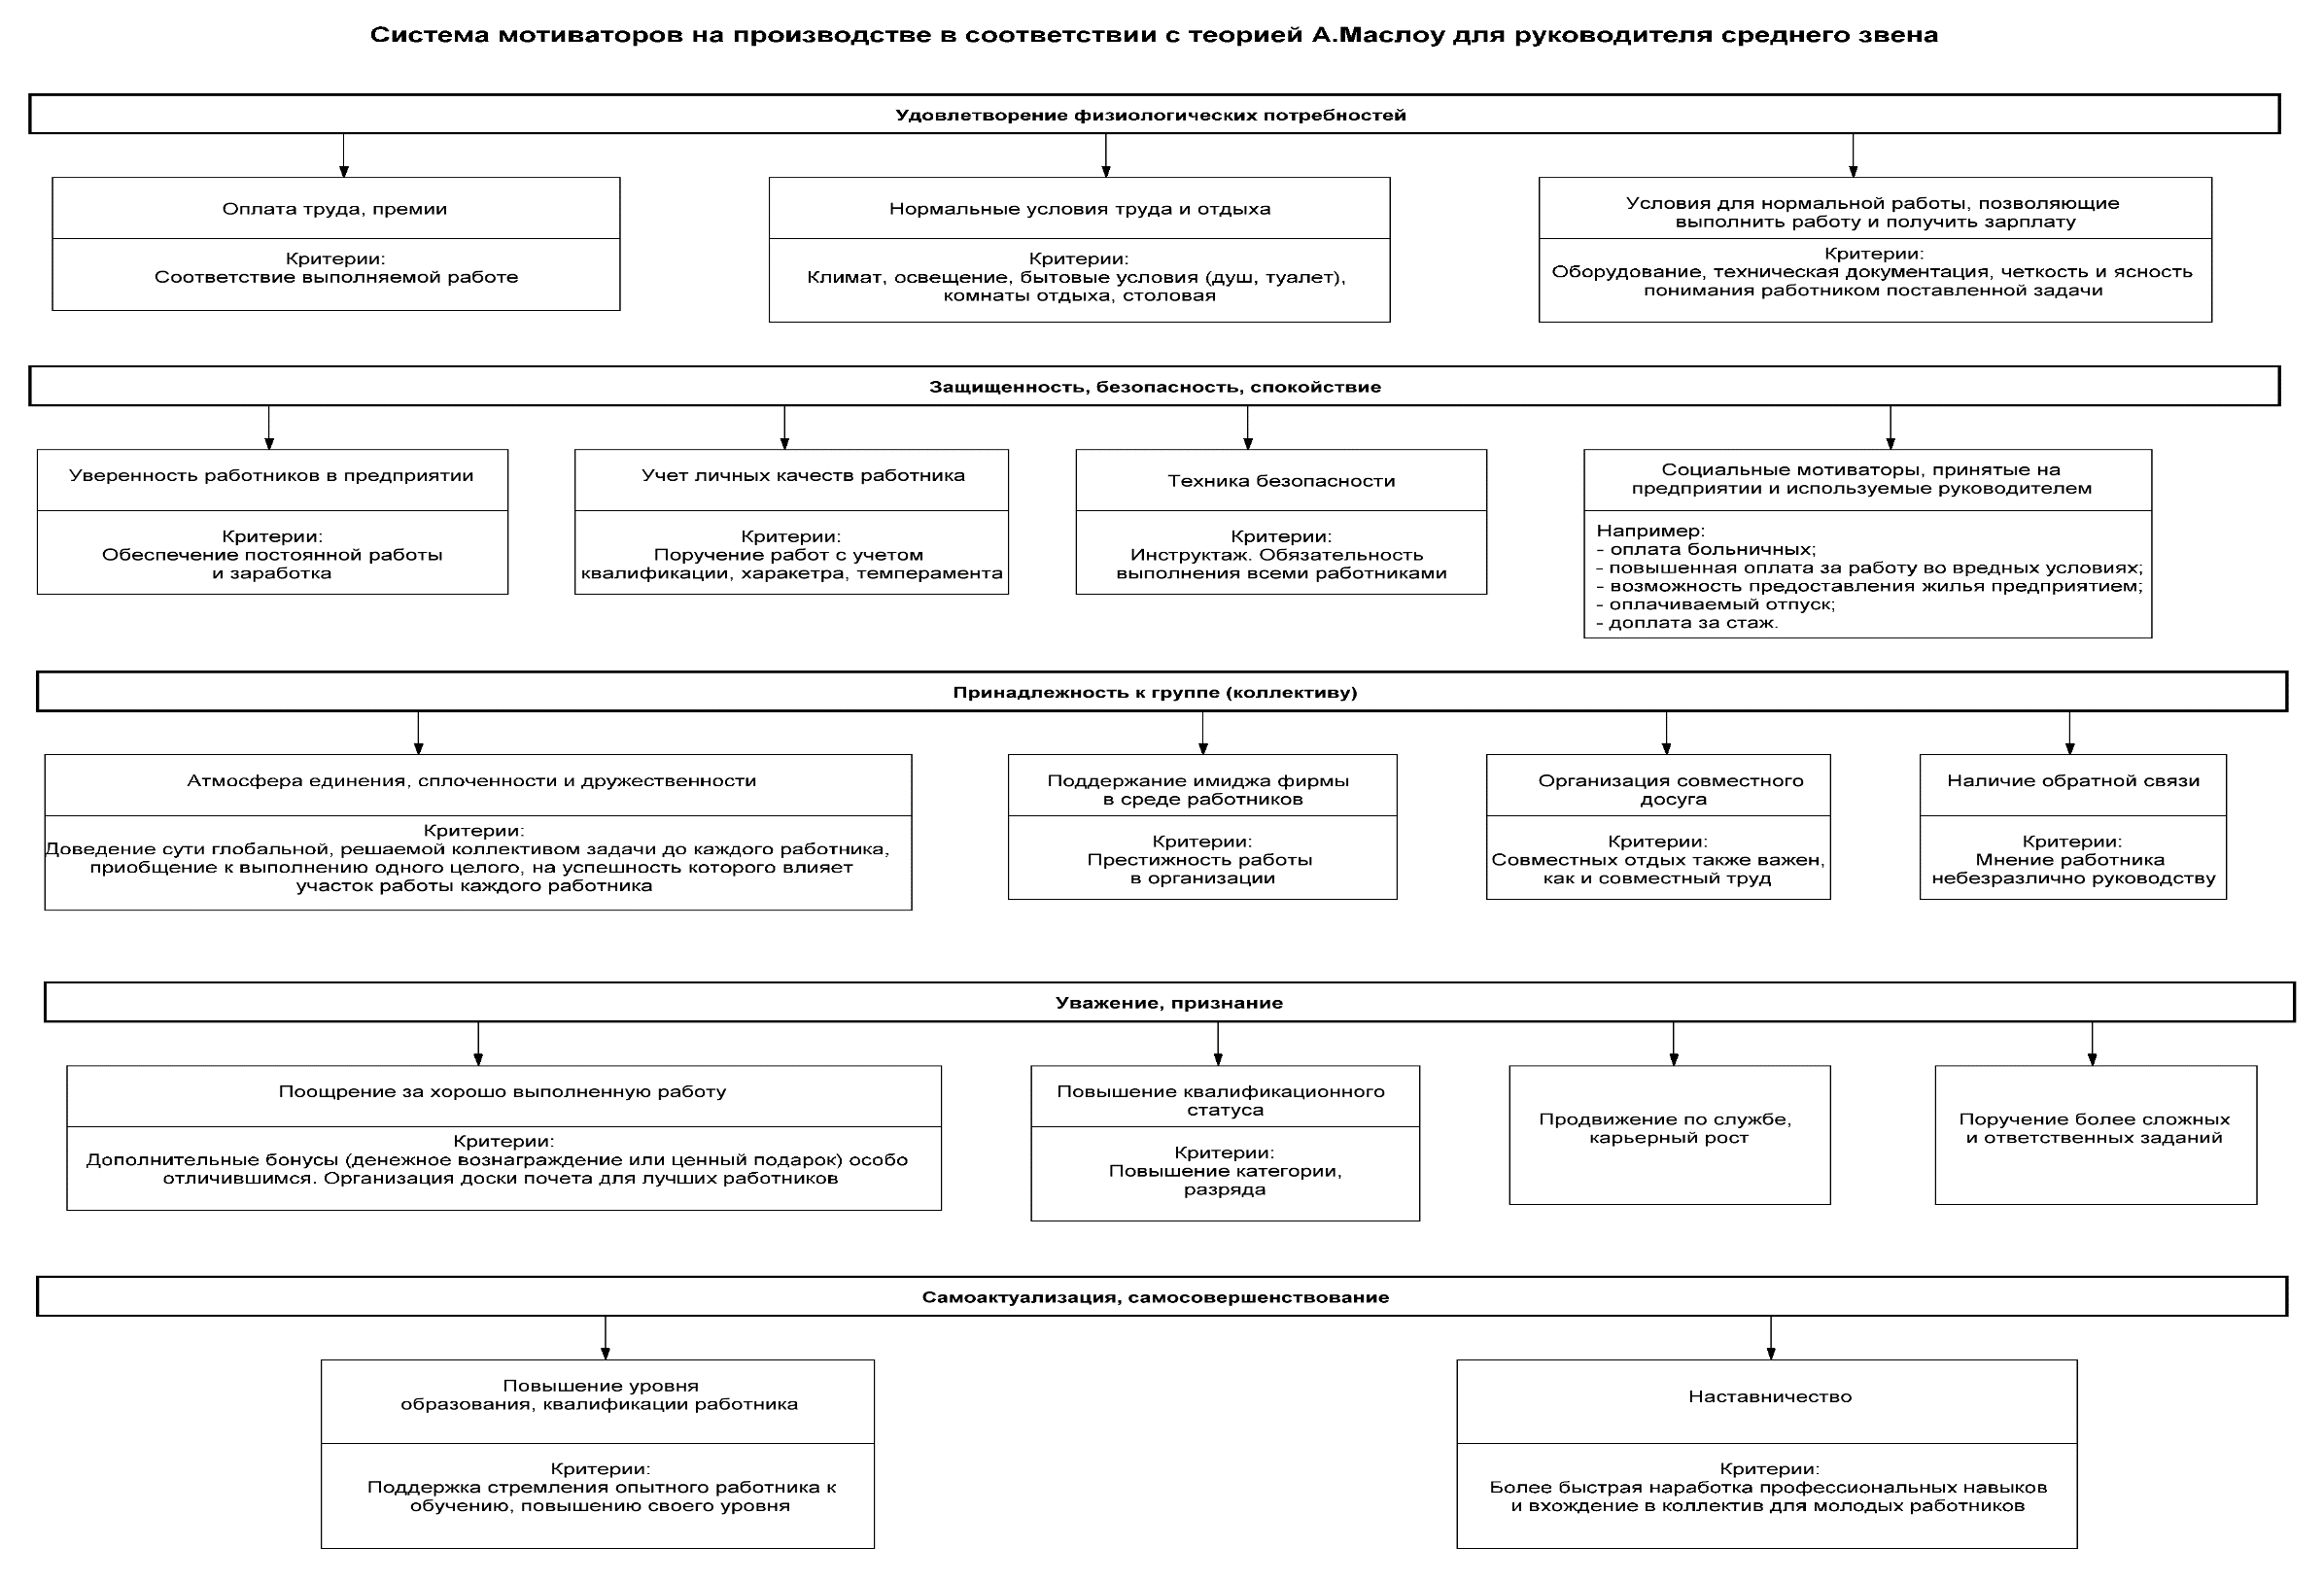 Система мотиваторов на производстве в соответствии с теорией А.Маслоу для руководителя среднего звена
Удовлетворение физиологических потребностей
Оплата труда, премии
Критерии:
Соответствие выполняемой работе
Нормальные условия труда и отдыха
Критерии:
Климат, освещение, бытовые условия (душ, туалет),
комнаты отдыха, столовая
Условия для нормальной работы, позволяющие
выполнить работу и получить зарплату
Критерии:
Оборудование, техническая документация, четкость и ясность
понимания работником поставленной задачи
Защищенность, безопасность, спокойствие
Уверенность работников в предприятии
Критерии:
Обеспечение постоянной работы
и заработка
Учет личных качеств работника
Критерии:
Поручение работ с учетом
квалификации, харакетра, темперамента
Техника безопасности
Критерии:
Инструктаж. Обязательность
выполнения всеми работниками
Социальные мотиваторы, принятые на
предприятии и используемые руководителем
Например:
- оплата больничных;
- повышенная оплата за работу во вредных условиях;
- возможность предоставления жилья предприятием;
- оплачиваемый отпуск;
- доплата за стаж.
Принадлежность к группе (коллективу)
Атмосфера единения, сплоченности и дружественности
Критерии:
Доведение сути глобальной, решаемой коллективом задачи до каждого работника,
приобщение к выполнению одного целого, на успешность которого влияет
участок работы каждого работника
Поддержание имиджа фирмы
в среде работников
Критерии:
Престижность работы
в организации
Организация совместного
досуга
Критерии:
Совместных отдых также важен,
как и совместный труд
Наличие обратной связи
Критерии:
Мнение работника
небезразлично руководству
Уважение, признание
Поощрение за хорошо выполненную работу
Критерии:
Дополнительные бонусы (денежное вознаграждение или ценный подарок) особо
отличившимся. Организация доски почета для лучших работников
Повышение квалификационного
статуса
Критерии:
Повышение категории,
разряда
Продвижение по службе,
карьерный рост
Поручение более сложных
и ответственных заданий
Самоактуализация, самосовершенствование
Повышение уровня
образования, квалификации работника
Критерии:
Поддержка стремления опытного работника к
обучению, повышению своего уровня
Наставничество
Критерии:
Более быстрая наработка профессиональных навыков
и вхождение в коллектив для молодых работников